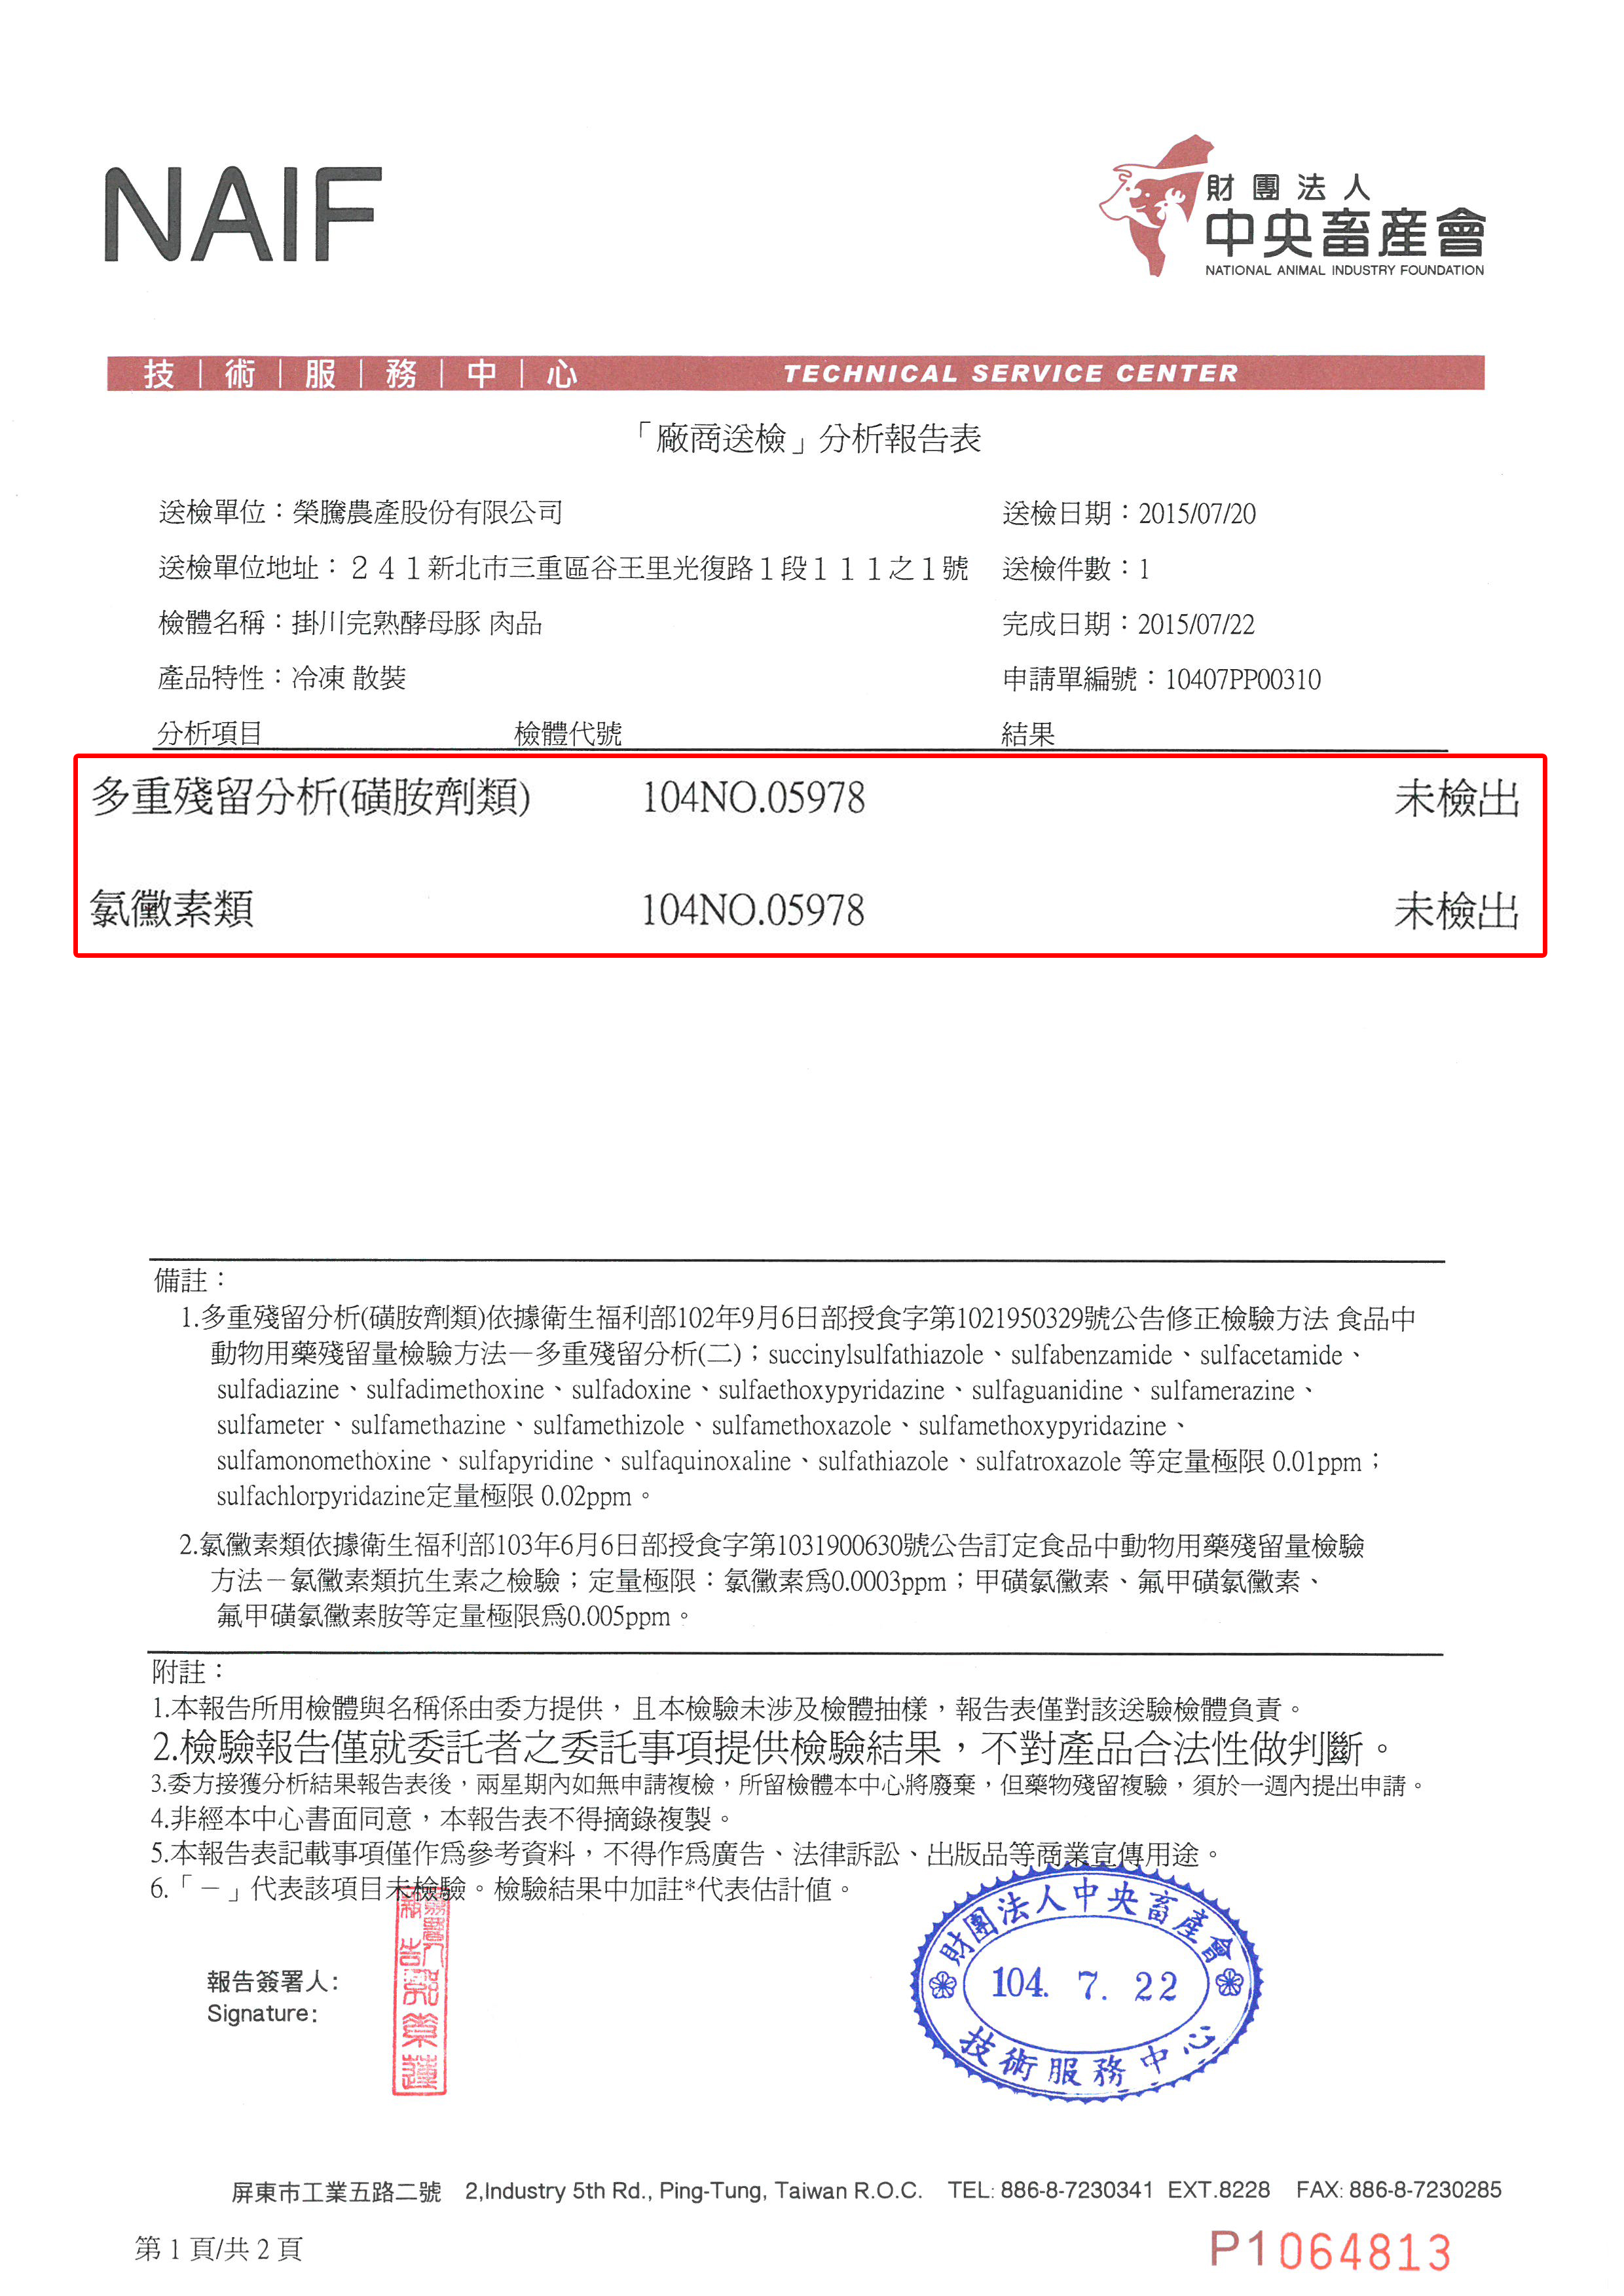 NAIF
財團法人
中央畜產會
NATIONAL ANIMAL INDUSTRY FOUNDATION
技|術|服|務|中|心 TECHNICAL SERVICE CENTER
「廠商送檢」分析報告表
送檢單位：榮騰農產股份有限公司 送檢日期：2015/07/20
送檢單位地址：２４１新北市三重區谷王里光復路１段１１１之１號 送檢件數：1
檢體名稱：掛川完熟酵母豚 肉品 完成日期：2015/07/22
產品特性：冷凍 散裝 申請單編號：10407PP00310
分析項目 檢體代號 結果
多重殘留分析(磺胺劑類) 104NO.05978 未檢出
氯黴素類 104NO.05978 未檢出
備註：
1.多重殘留分析(磺胺劑類)依據衛生福利部102年9月6日部授食字第1021950329號公告修正檢驗方法 食品中
動物用藥殘留量檢驗方法－多重殘留分析(二)；succinylsulfathiazole、sulfabenzamide、sulfacetamide、
sulfadiazine、sulfadimethoxine、sulfadoxine、sulfaethoxypyridazine、sulfaguanidine、sulfamerazine、
sulfameter、sulfamethazine、sulfamethizole、sulfamethoxazole、sulfamethoxypyridazine、
sulfamonomethoxine、sulfapyridine、sulfaquinoxaline、sulfathiazole、sulfatroxazole 等定量極限 0.01ppm；
sulfachlorpyridazine定量極限 0.02ppm。
2.氯黴素類依據衛生福利部103年6月6日部授食字第1031900630號公告訂定食品中動物用藥殘留量檢驗
方法－氯黴素類抗生素之檢驗；定量極限：氯黴素為0.0003ppm；甲磺氯黴素、氟甲磺氯黴素、
氟甲磺氯黴素胺等定量極限為0.005ppm。
附註：
1.本報告所用檢體與名稱係由委方提供，且本檢驗未涉及檢體抽樣，報告表僅對該送驗檢體負責。
2.檢驗報告僅就委託者之委託事項提供檢驗結果，不對產品合法性做判斷。
3.委方接獲分析結果報告表後，兩星期內如無申請複檢，所留檢體本中心將廢棄，但藥物殘留複驗，須於一週內提出申請。
4.非經本中心書面同意，本報告表不得摘錄複製。
5.本報告表記載事項僅作為參考資料，不得作為廣告、法律訴訟、出版品等商業宣傳用途。
6.「－」代表該項目未檢驗。檢驗結果中加註*代表估計值。
財團法人中央畜產會
104. 7. 22
技術服務中心
報告簽署人:
Signature:
屏東市工業五路二號 2,Industry 5th Rd., Ping-Tung, Taiwan R.O.C. TEL: 886-8-7230341 EXT.8228 FAX: 886-8-7230285
第 1 頁/共 2 頁 P1064813